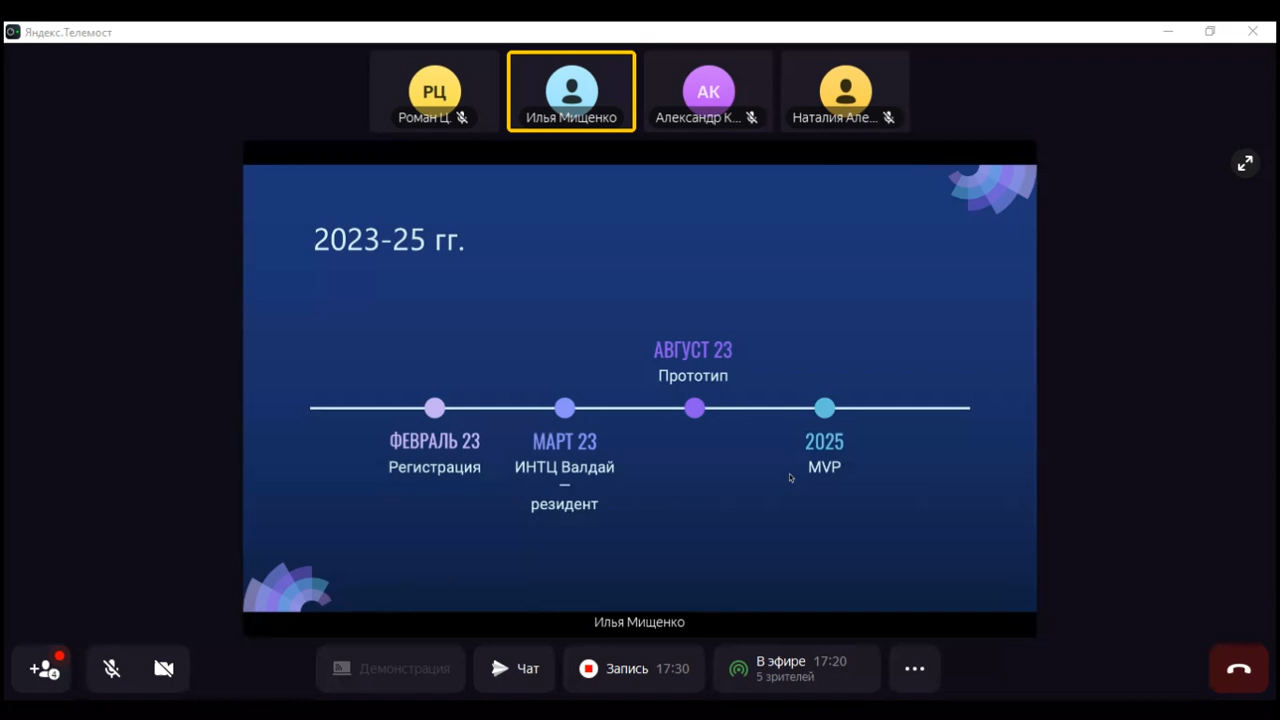 Яндекс.Телемост
РЦ
АК
Роман Ц.
Илья Мищенко
Александр К...
Наталия Але...
2023-25 гг.
АВГУСТ 23
Прототип
ФЕВРАЛЬ 23
Регистрация
МАРТ 23
ИНТЦ Валдай
—
резидент
2025
MVP
Илья Мищенко
4
Демонстрация
Чат
Запись 17:30
В эфире 17:20
5 зрителей